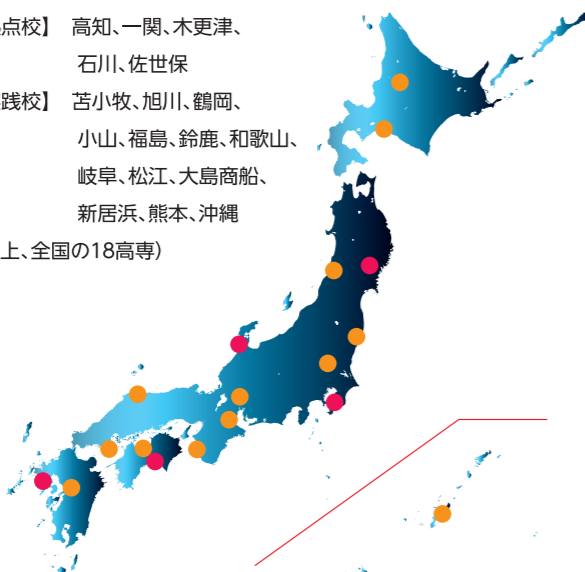 点校】 高知、一関、木更津、
石川、佐世保
践校】 苫小牧、旭川、鶴岡、
小山、福島、鈴鹿、和歌山、
岐阜、松江、大島商船、
新居浜、熊本、沖縄
上、全国の18高専）